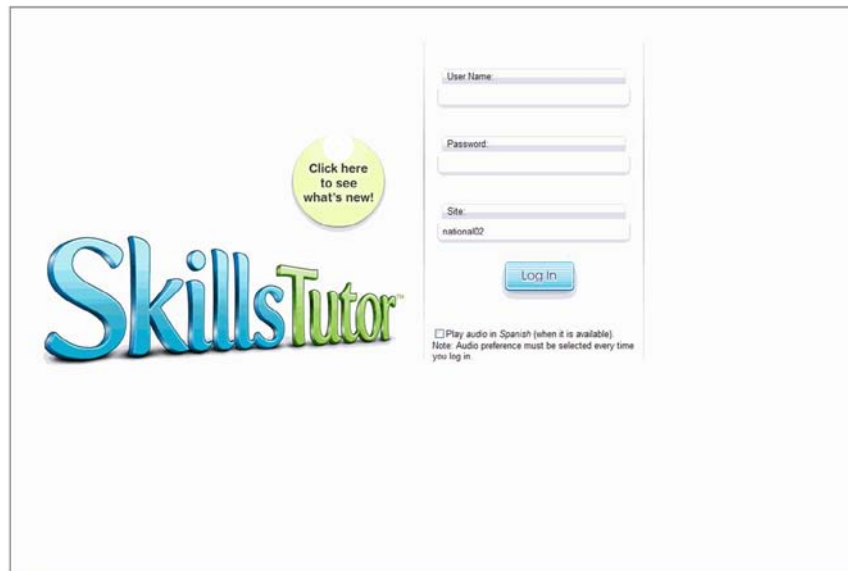 Click here
to see
what's new!
SkillsTutor™
User Name:
Password:
Site:
national02
Log In
Play audio in Spanish (when it is available).
Note: Audio preference must be selected every time
you log in.